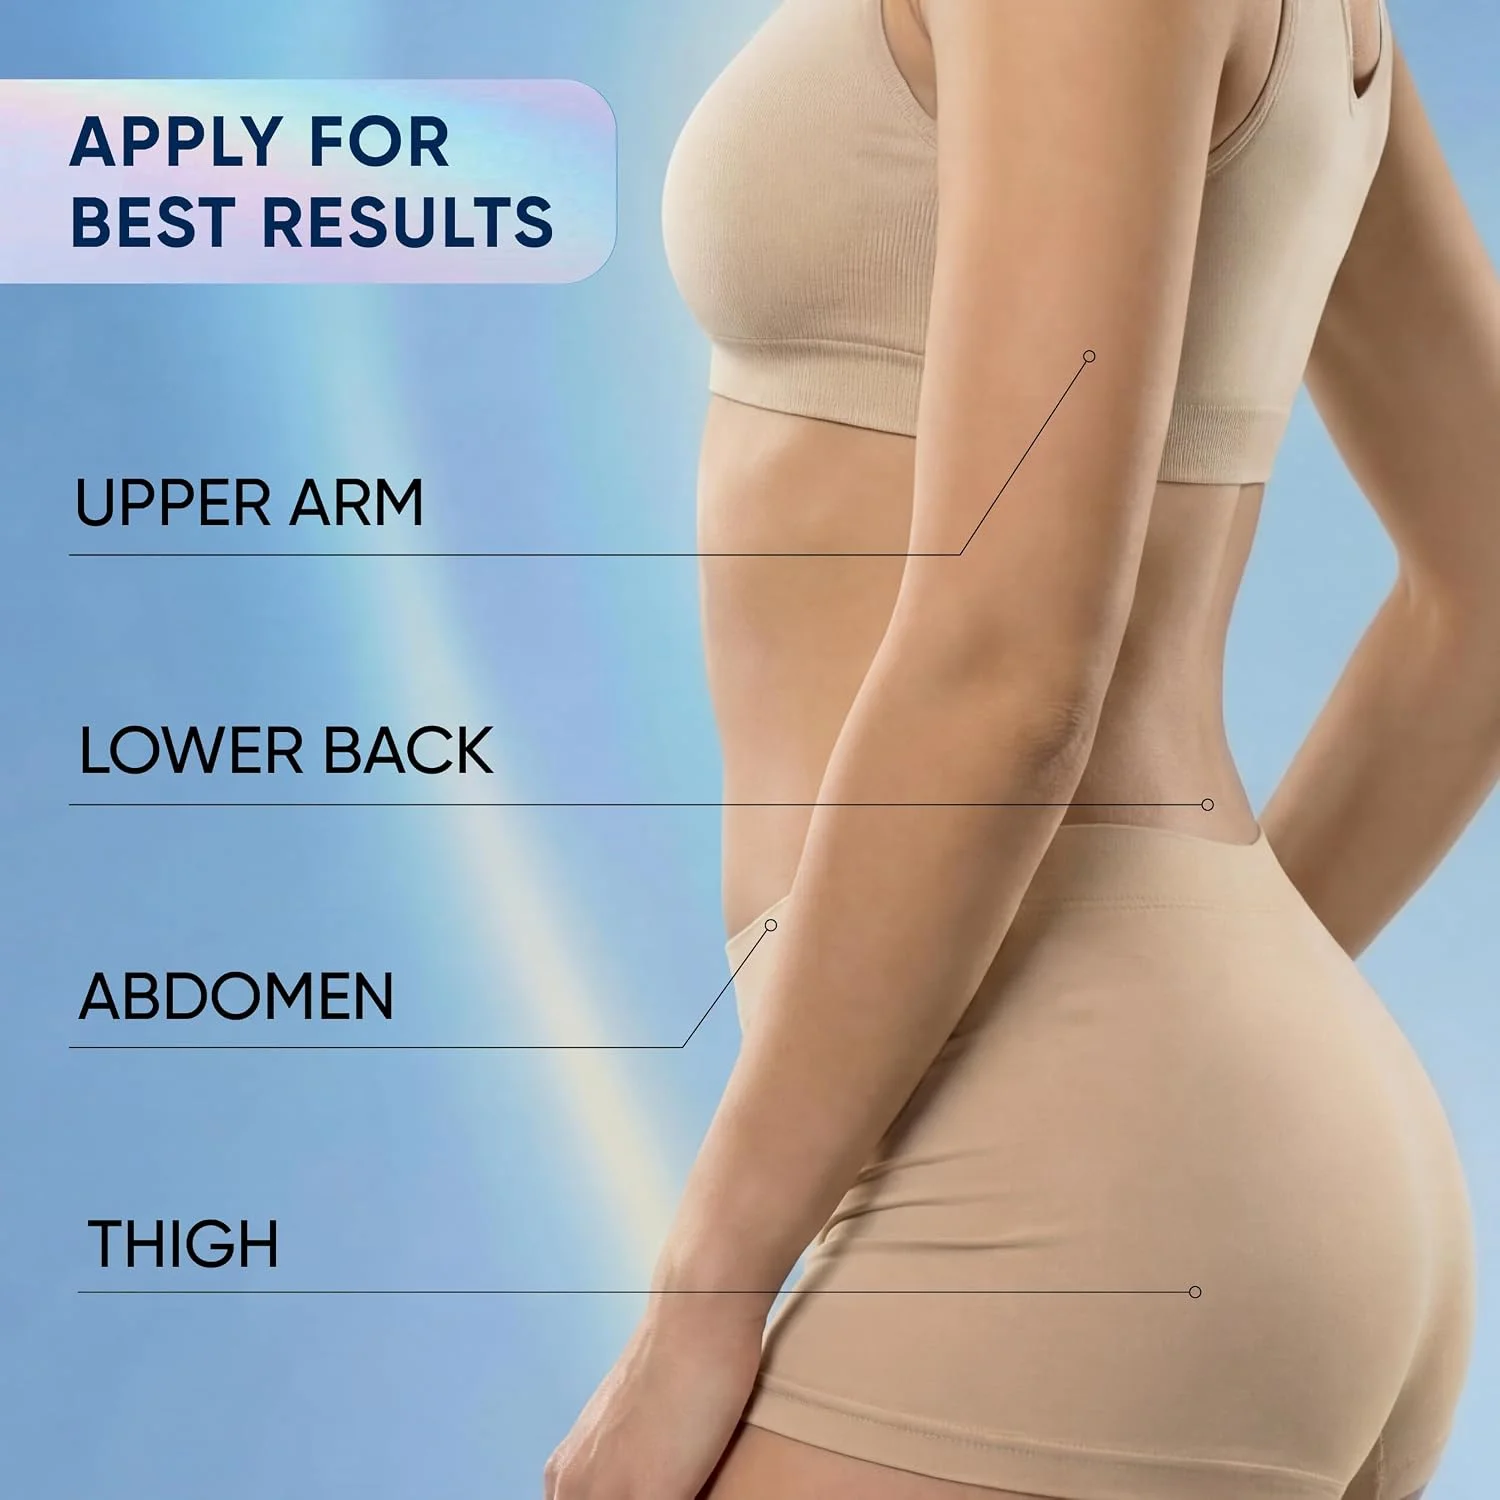 APPLY FOR
BEST RESULTS
UPPER ARM
LOWER BACK
ABDOMEN
THIGH